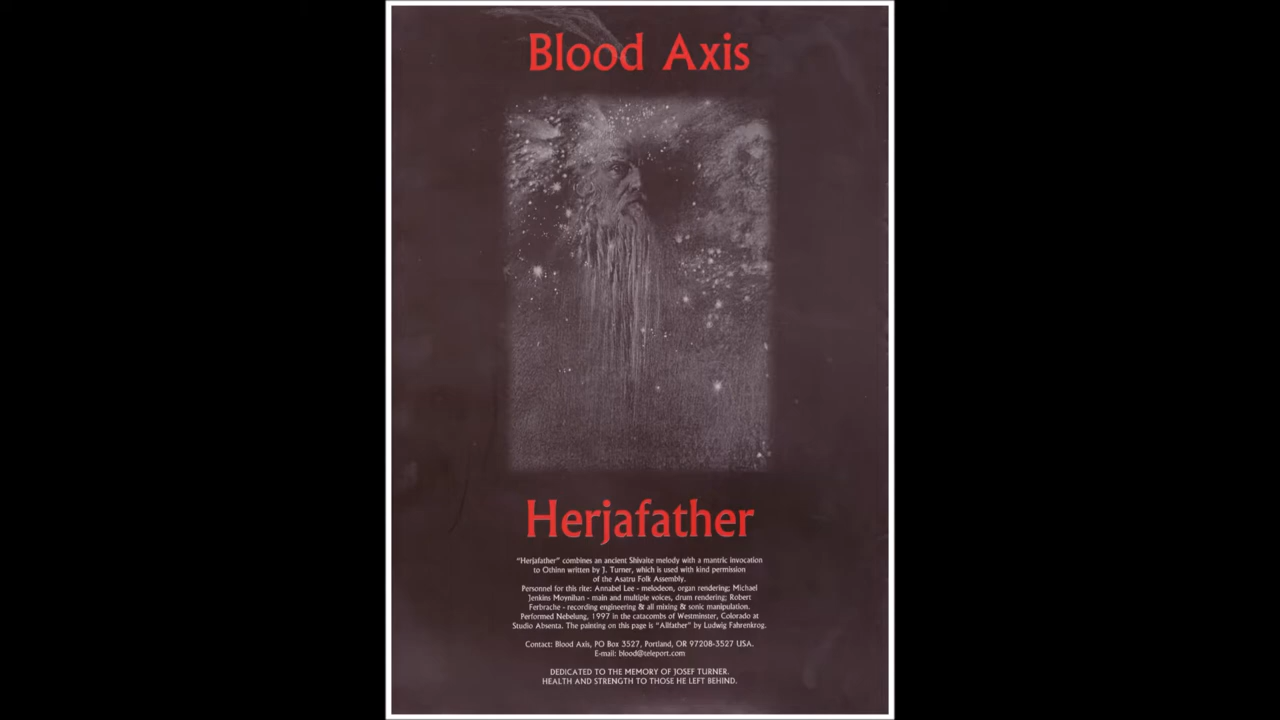 Blood Axis
Herjafather
"Herjafather" combines an ancient Shivaite melody with a mantric invocation
to Othinn written by J. Turner, which is used with kind permission
of the Asatru Folk Assembly.
Personnel for this rite: Annabel Lee - melodeon, organ rendering; Michael
Jenkins Moynihan - main and multiple voices, drum rendering; Robert
Ferbrache - recording engineering & all mixing & sonic manipulation.
Performed Nebelung, 1997 in the catacombs of Westminster, Colorado at
Studio Absenta. The painting on this page is "Allfather" by Ludwig Fahrenkrog.
Contact: Blood Axis, PO Box 3527, Portland, OR 97208-3527 USA.
E-mail: blood@teleport.com
DEDICATED TO THE MEMORY OF JOSEF TURNER.
HEALTH AND STRENGTH TO THOSE HE LEFT BEHIND.